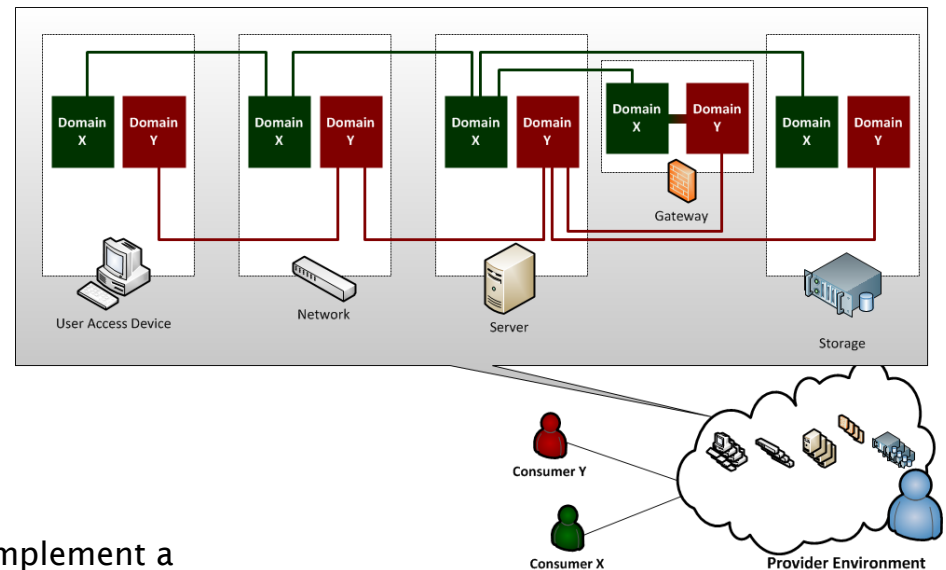 Domain X
Domain Y
Domain X
Domain Y
Domain X
Domain Y
Domain X
Domain Y
Domain X
Domain Y
Gateway
User Access Device
Network
Server
Storage
Consumer Y
Consumer X
Provider Environment
mplement a